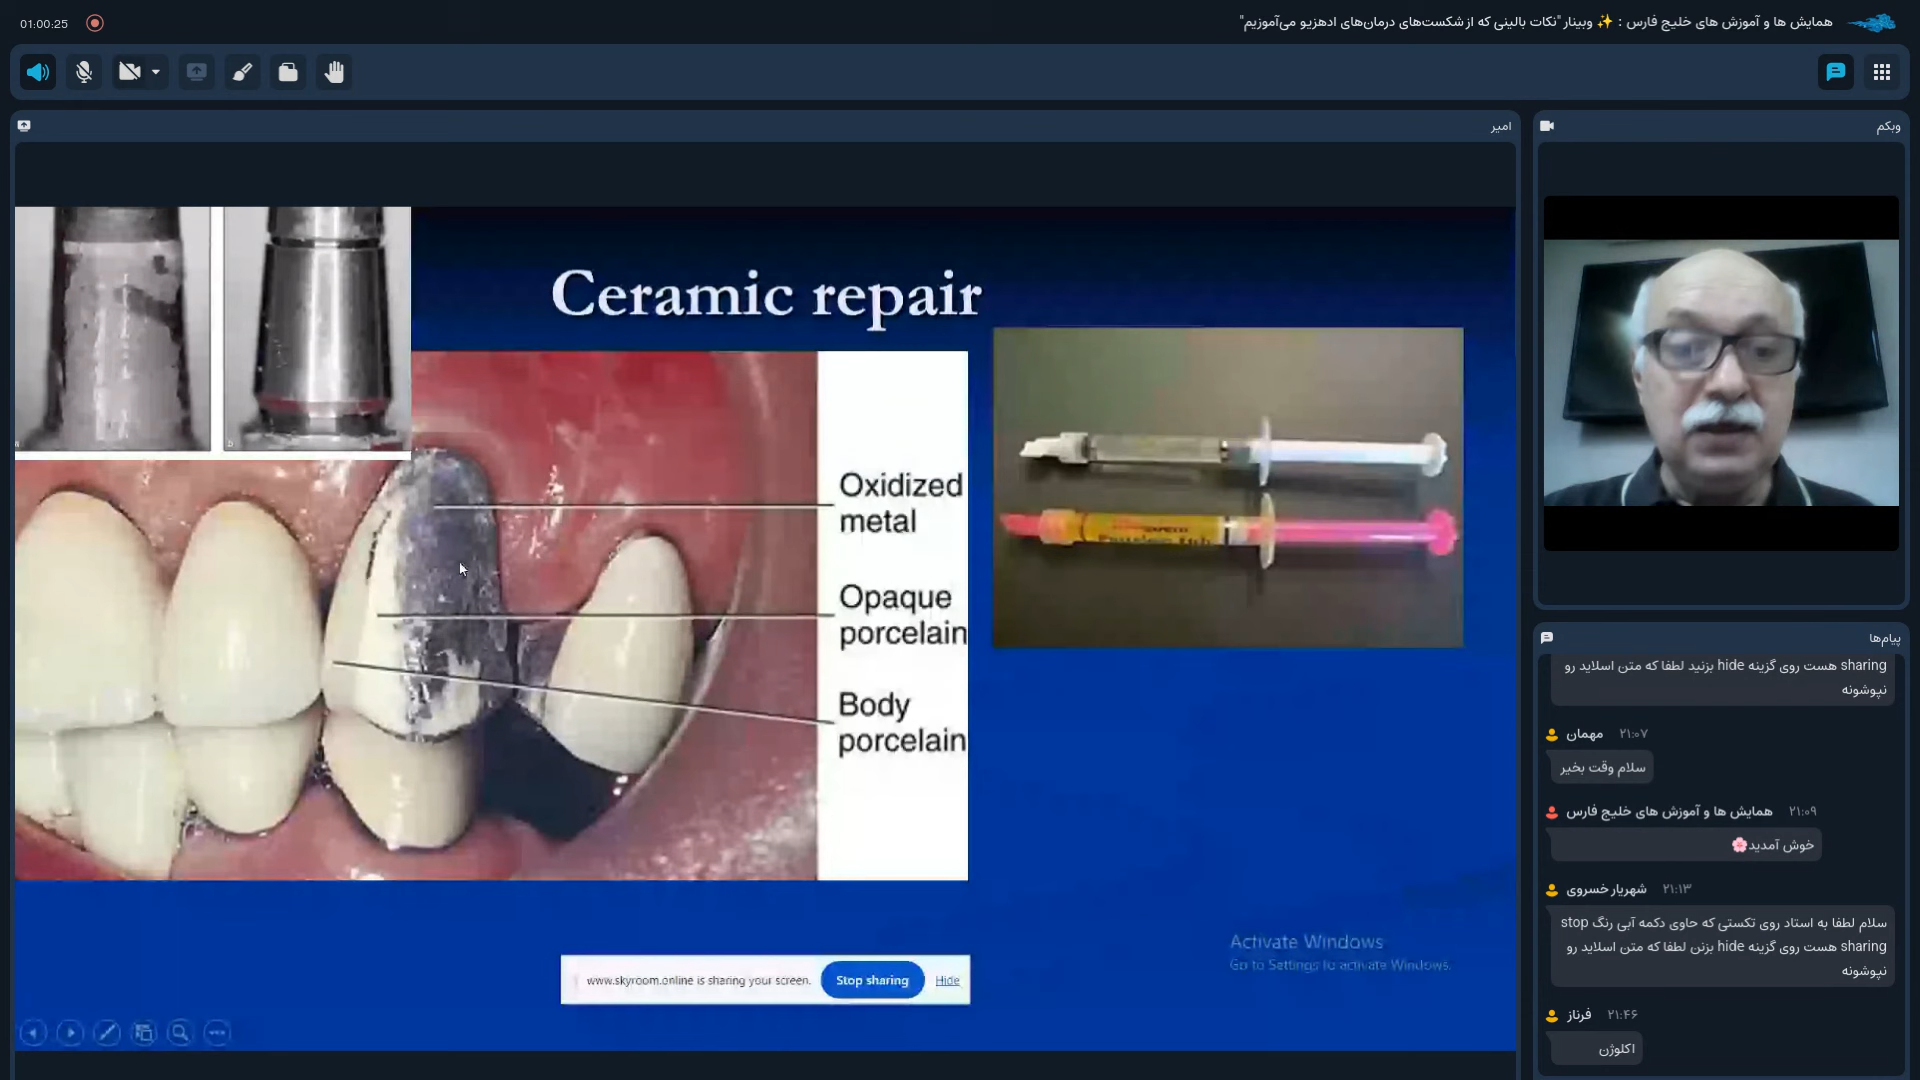 01:00:25
همایش ها و آموزش های خلیج فارس : ✨ وبینار "نکات بالینی که از شکست‌های درمان‌های ادهزیو می‌آموزیم"
امیر
وبکم
Ceramic repair
Oxidized
metal
Opaque
porcelain
Body
porcelain
b
Activate Windows
Go to Settings to activate Windows.
www.skyroom.online is sharing your screen.
Stop sharing
Hide
پیام‌ها
sharing هست روی گزینه hide بزنید لطفا که متن اسلاید رو
نپوشونه
مهمان ۲۱:۰۷
سلام وقت بخیر
همایش ها و آموزش های خلیج فارس ۲۱:۰۹
خوش آمدید🌸
شهریار خسروی ۲۱:۱۳
سلام لطفا به استاد روی تکستی که حاوی دکمه آبی رنگ stop
sharing هست روی گزینه hide بزنن لطفا که متن اسلاید رو
نپوشونه
فرناز ۲۱:۴۶
اکلوژن